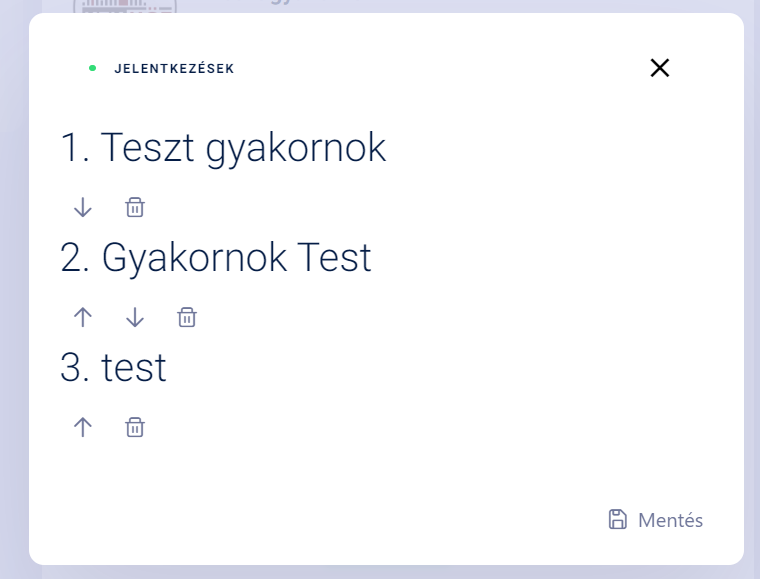 JELENTKEZÉSEK
1. Teszt gyakornok
2. Gyakornok Test
3. test
Mentés